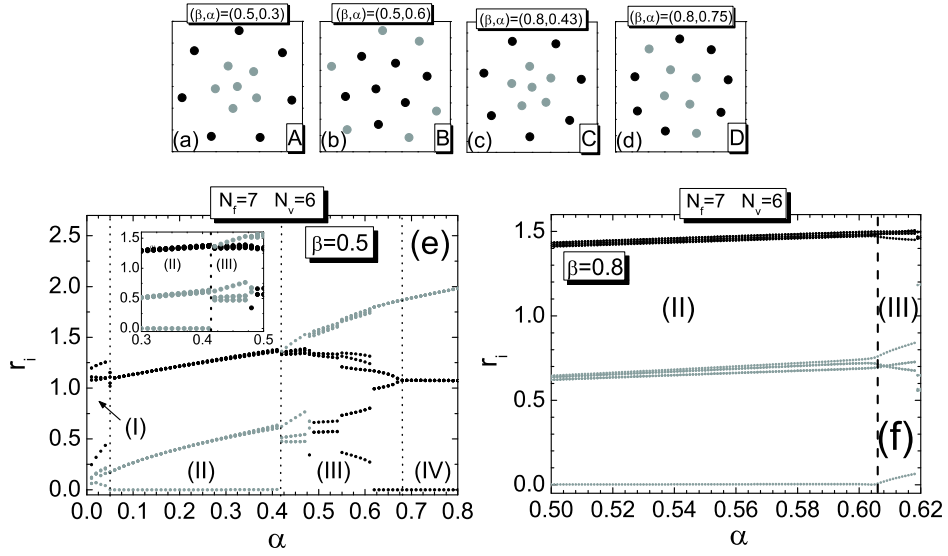 (β,α)=(0.5,0.3)
(β,α)=(0.5,0.6)
(β,α)=(0.8,0.43)
(β,α)=(0.8,0.75)
(a)
A
(b)
B
(c)
C
(d)
D
N_f=7 N_v=6
β=0.5
(e)
2.5
2.0
1.5
1.0
0.5
0.0
r_i
1.5
1.0
0.5
0.0
(II)
(III)
0.3 0.4 0.5
(I)
(II)
(III)
(IV)
0.0 0.1 0.2 0.3 0.4 0.5 0.6 0.7 0.8
α
N_f=7 N_v=6
β=0.8
1.5
1.0
0.5
0.0
r_i
(II)
(III)
(f)
0.50 0.52 0.54 0.56 0.58 0.60 0.62
α